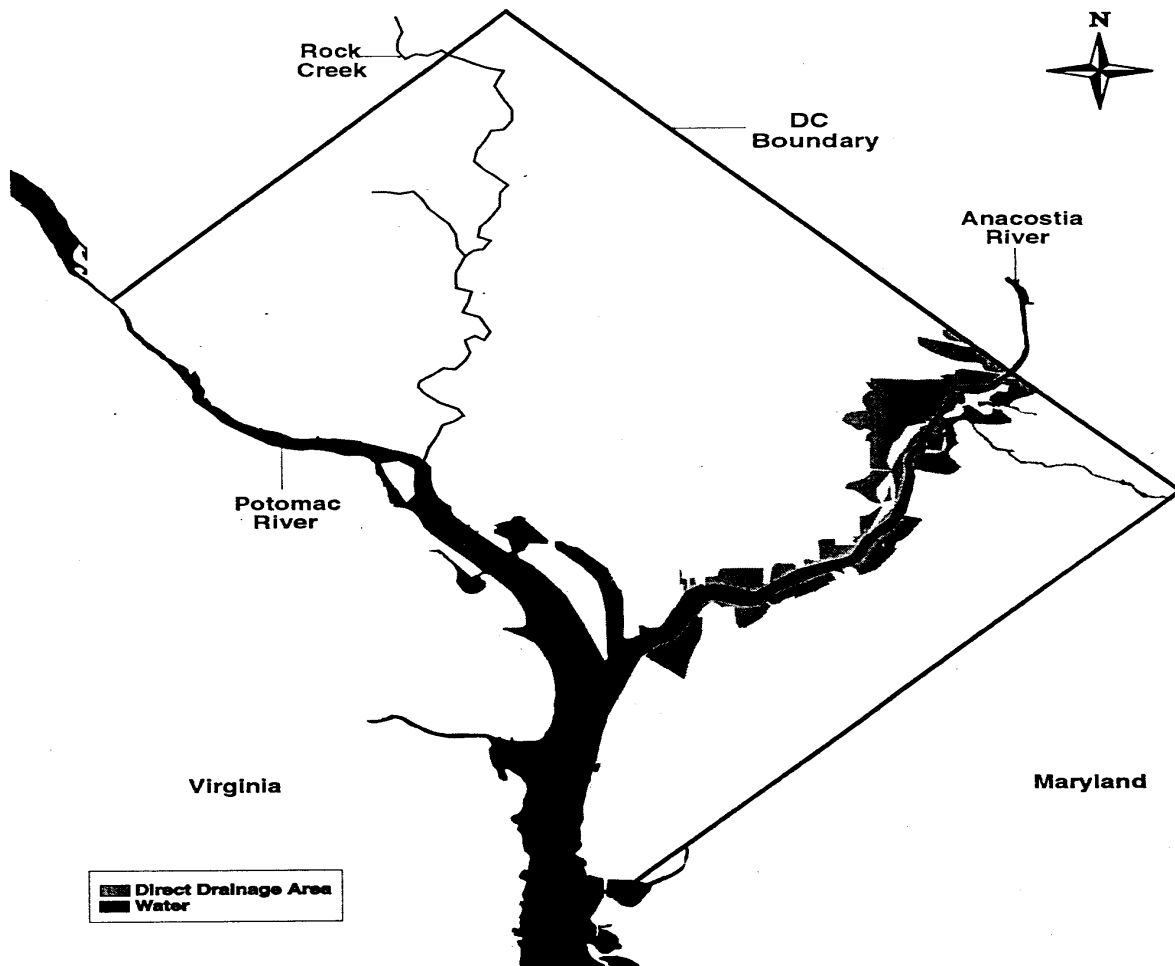 N
Rock
Creek
DC
Boundary
Anacostia
River
Potomac
River
Virginia
Maryland
Direct Drainage Area
Water